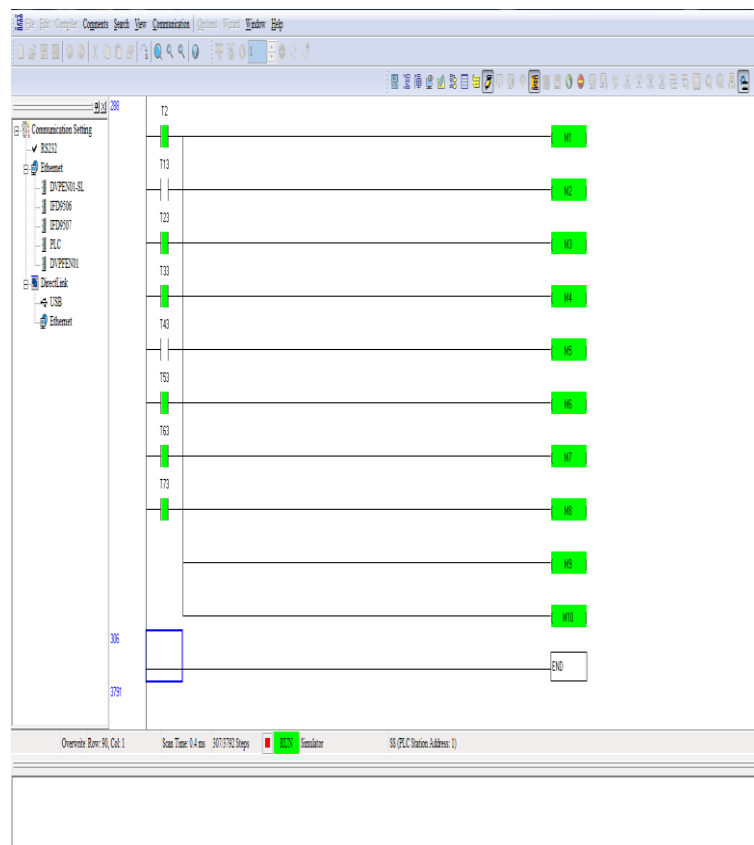 File Edit Compiler Comments Search View Communication Options Wizard Window Help
1
Communication Setting
RS232
Ethernet
DVPEN01-SL
IFD9506
IFD9507
PLC
DVPFEN01
DirectLink
USB
Ethernet
288
T2
M1
T13
M2
T23
M3
T33
M4
T43
M5
T53
M6
T63
M7
T73
M8
M9
M10
306
END
3791
Overwrite Row: 90, Col: 1 Scan Time: 0.4 ms 307/3792 Steps RUN Simulator SS (PLC Station Address: 1)